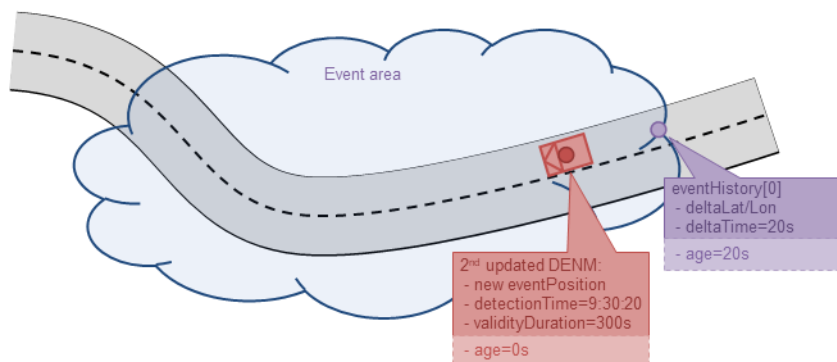 Event area
eventHistory[0]
- deltaLat/Lon
- deltaTime=20s
- age=20s
2nd updated DENM:
- new eventPosition
- detectionTime=9:30:20
- validityDuration=300s
- age=0s